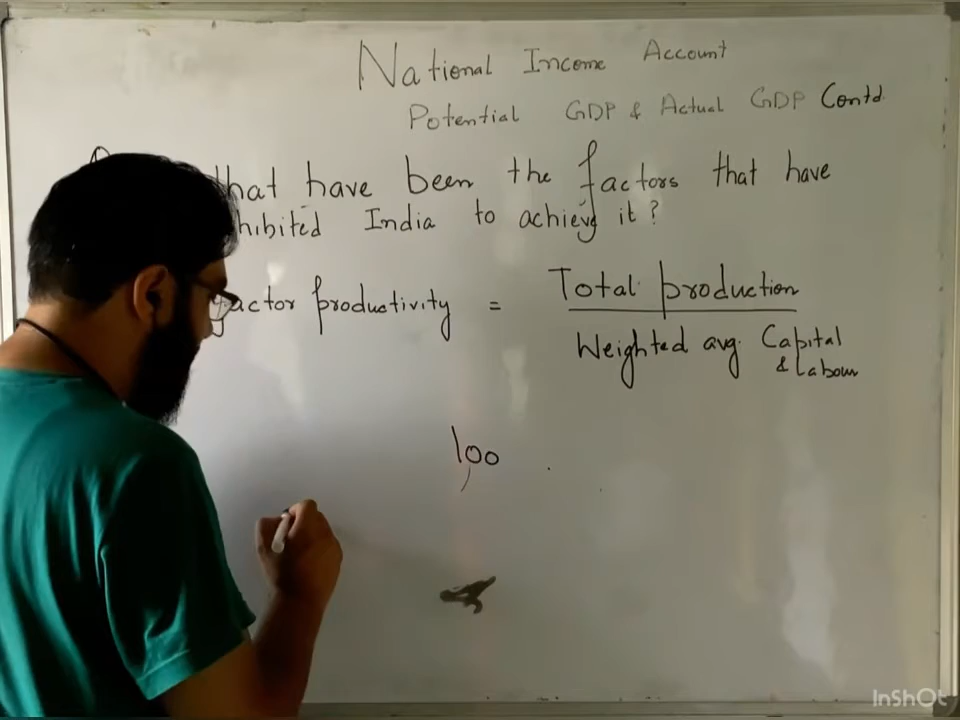 National Income Account
Potential GDP & Actual GDP Contd.
that have been the factors that have
hibited India to achieve it?
factor productivity = Total production
Weighted avg. Capital
& Labour
100
InShOt